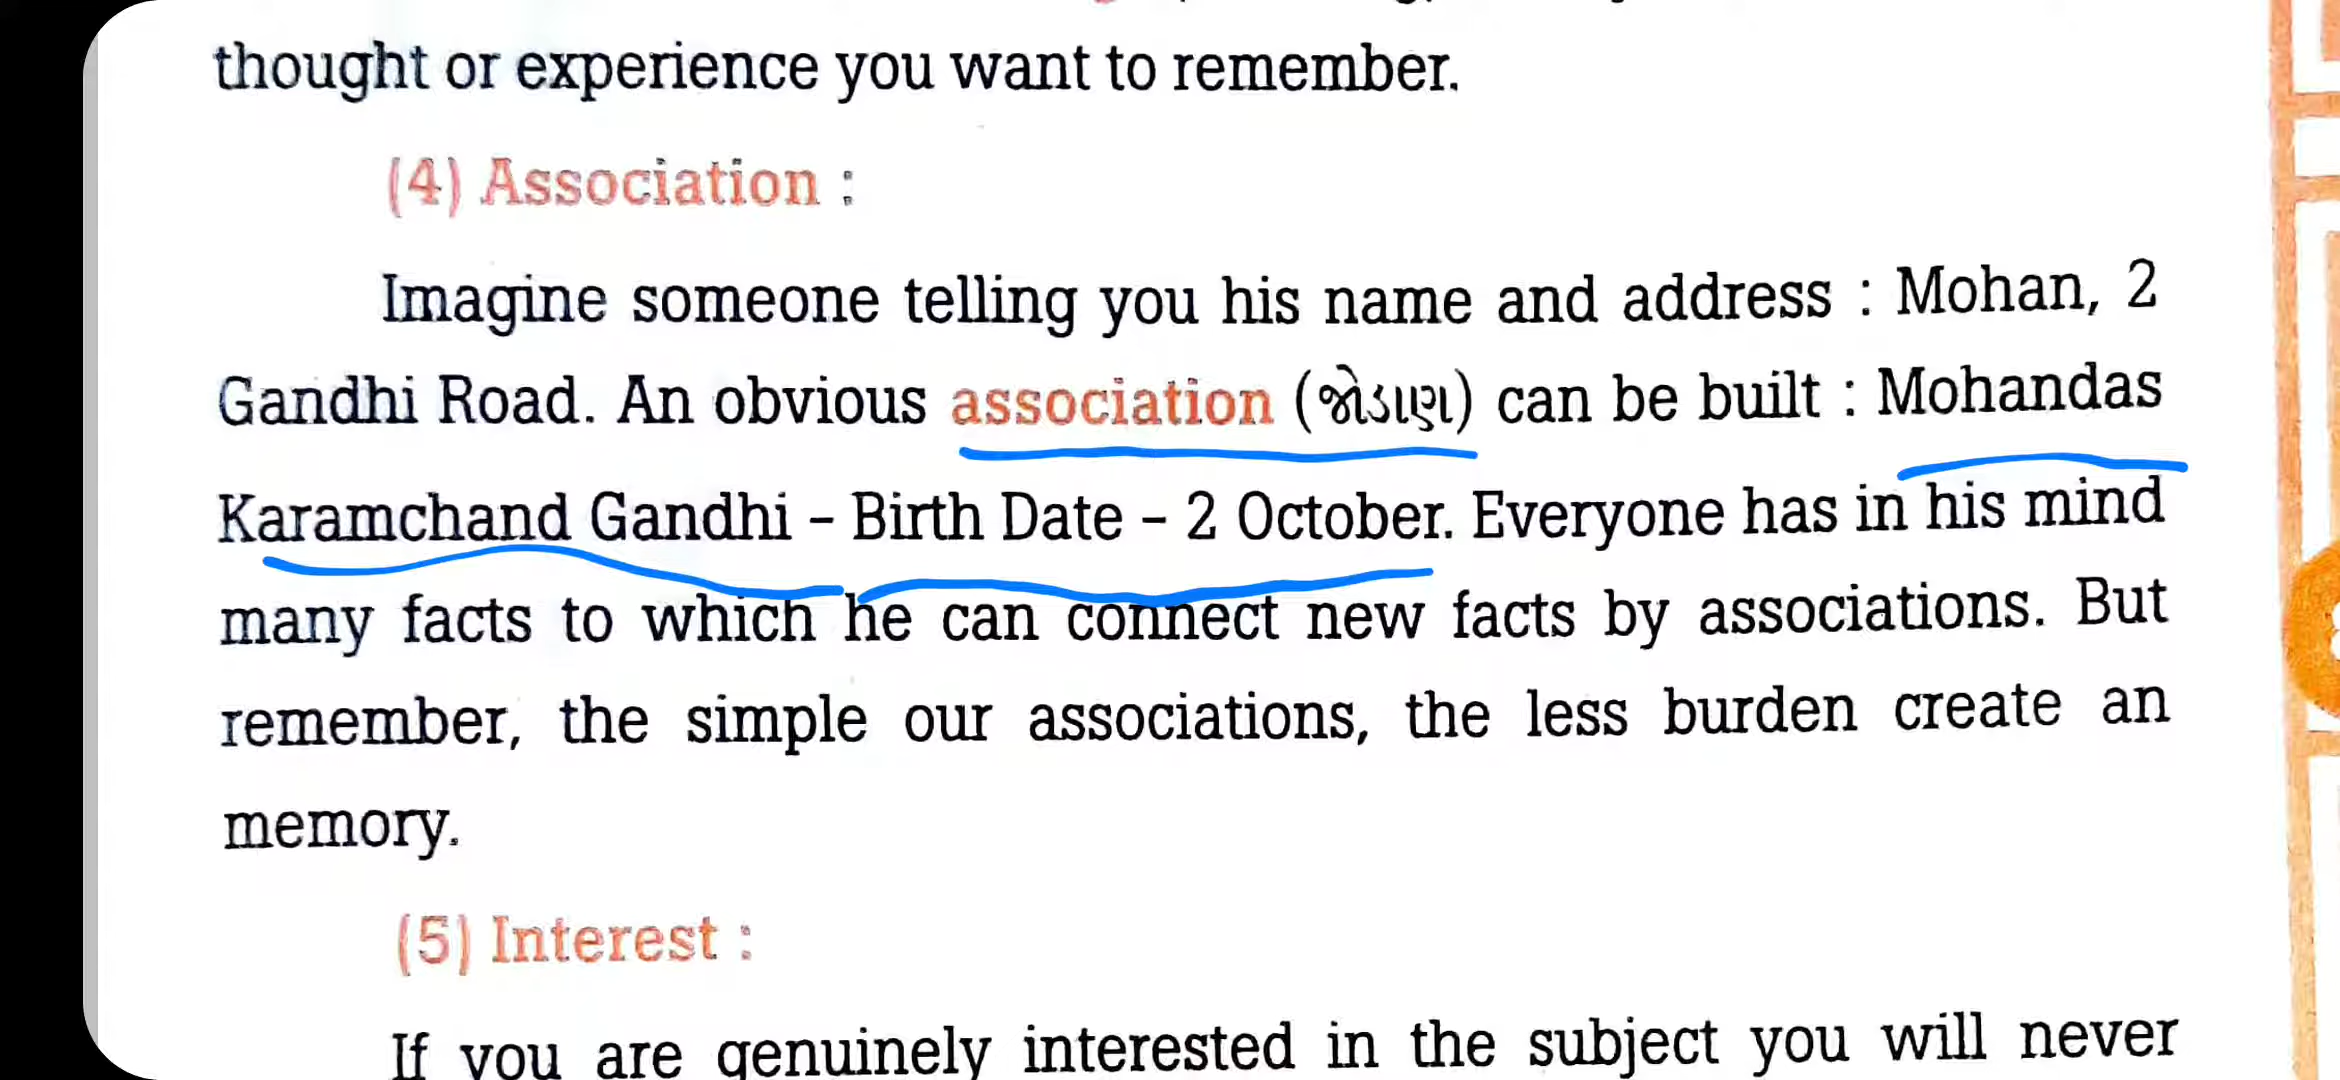 thought or experience you want to remember.
(4) Association :
Imagine someone telling you his name and address : Mohan, 2
Gandhi Road. An obvious association (જોડાણ) can be built : Mohandas
Karamchand Gandhi – Birth Date – 2 October. Everyone has in his mind
many facts to which he can connect new facts by associations. But
remember, the simple our associations, the less burden create an
memory.
(5) Interest :
If you are genuinely interested in the subject you will never